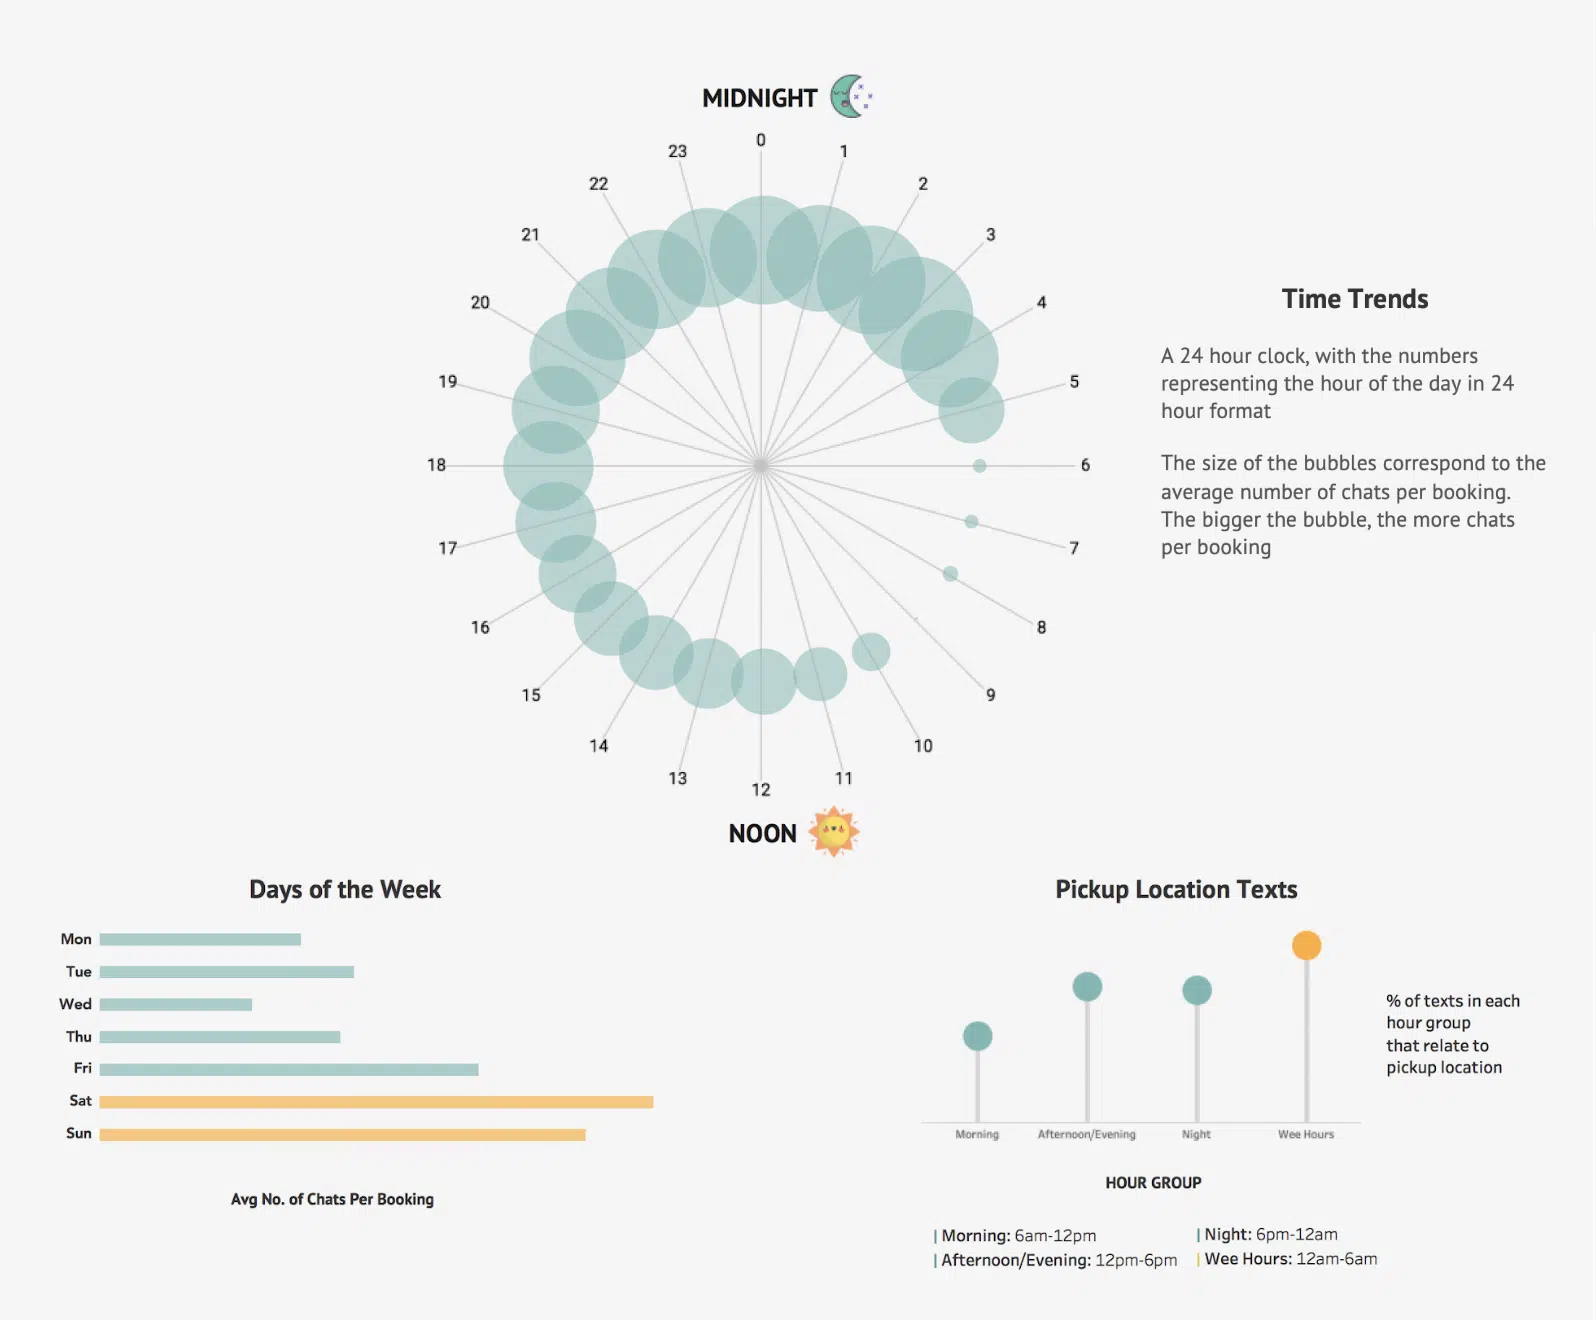 MIDNIGHT
0
1
2
3
4
5
6
7
8
9
10
11
12
13
14
15
16
17
18
19
20
21
22
23
NOON
Time Trends
A 24 hour clock, with the numbers
representing the hour of the day in 24
hour format
The size of the bubbles correspond to the
average number of chats per booking.
The bigger the bubble, the more chats
per booking
Days of the Week
Mon
Tue
Wed
Thu
Fri
Sat
Sun
Avg No. of Chats Per Booking
Pickup Location Texts
% of texts in each
hour group
that relate to
pickup location
Morning
Afternoon/Evening
Night
Wee Hours
HOUR GROUP
| Morning: 6am-12pm
| Afternoon/Evening: 12pm-6pm
| Night: 6pm-12am
| Wee Hours: 12am-6am